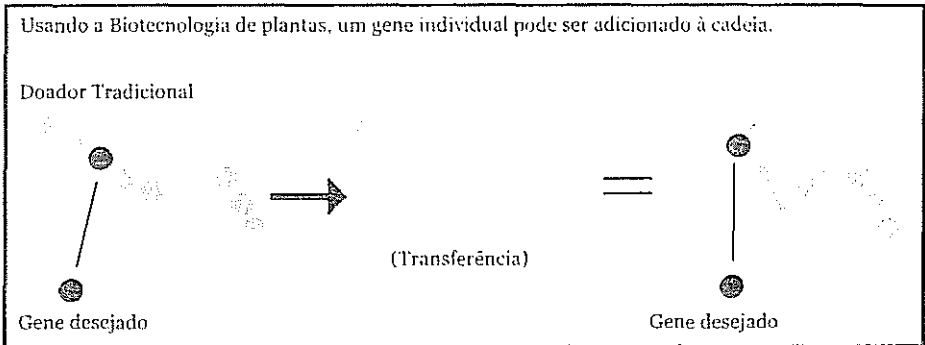 Usando a Biotecnologia de plantas, um gene individual pode ser adicionado à cadeia.
Doador Tradicional
(Transferência)
Gene desejado
Gene desejado